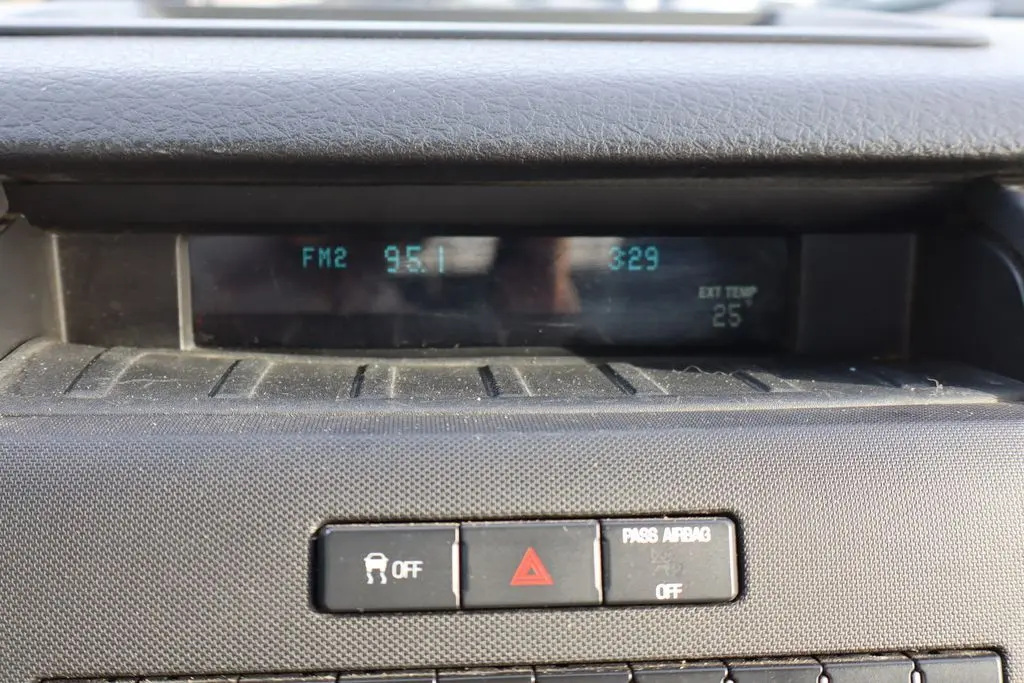 FM2 95.1 3:29
EXT TEMP
25°
OFF
PASS AIRBAG
OFF